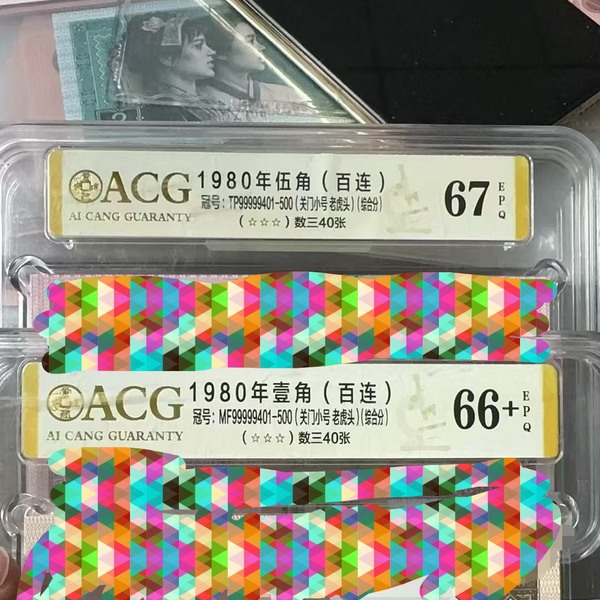 ACG
AI CANG GUARANTY
1980年伍角（百连）
冠号：TP99999401-500（关门小号 老虎头）（综合分）
（☆☆☆）数三40张
67
EPQ
ACG
AI CANG GUARANTY
1980年壹角（百连）
冠号：MF99999401-500（关门小号 老虎头）（综合分）
（☆☆☆）数三40张
66+
EPQ